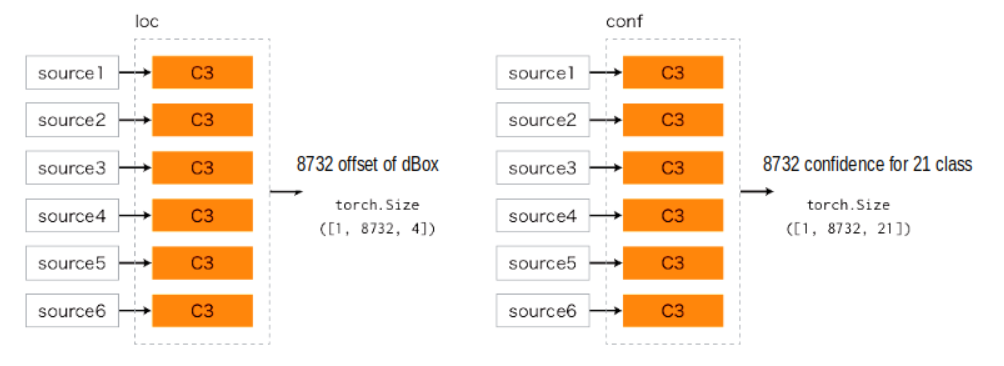 loc
source1
C3
source2
C3
source3
C3
source4
C3
source5
C3
source6
C3
8732 offset of dBox
torch.Size
([1, 8732, 4])
conf
source1
C3
source2
C3
source3
C3
source4
C3
source5
C3
source6
C3
8732 confidence for 21 class
torch.Size
([1, 8732, 21])